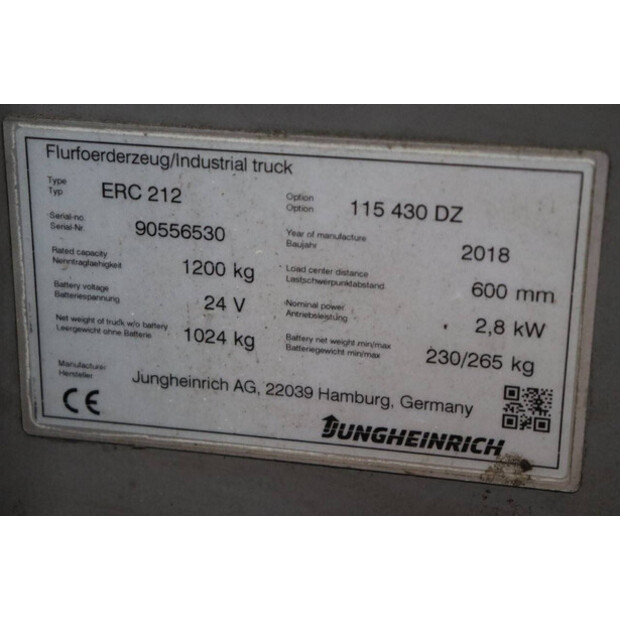 Flurfoerderzeug/Industrial truck
Type
Typ
ERC 212
Option
Option
115 430 DZ
Serial-no.
Serial-Nr.
90556530
Year of manufacture
Baujahr
2018
Rated capacity
Nenntragfaehigkeit
1200 kg
Load center distance
Lastschwerpunktabstand
600 mm
Battery voltage
Batteriespannung
24 V
Nominal power
Antriebsleistung
2,8 kW
Net weight of truck w/o battery
Leergewicht ohne Batterie
1024 kg
Battery net weight min/max
Batteriegewicht min/max
230/265 kg
Manufacturer
Hersteller
Jungheinrich AG, 22039 Hamburg, Germany
CE
JUNGHEINRICH